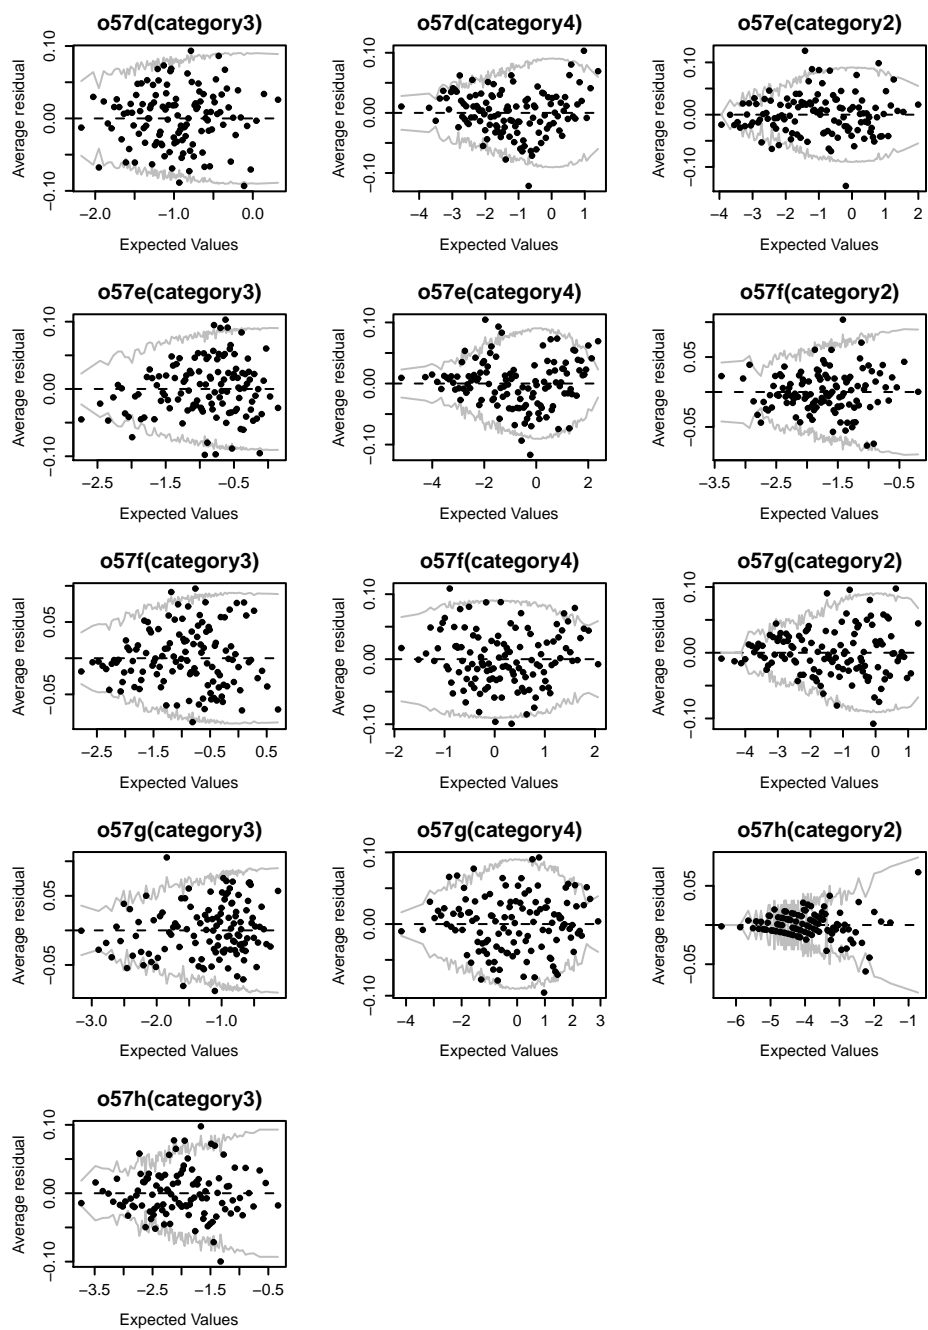 o57d(category3)
Average residual
0.10
0.00
−0.10
−2.0
−1.0
0.0
Expected Values
o57d(category4)
Average residual
0.10
0.00
−0.10
−4
−3
−2
−1
0
1
Expected Values
o57e(category2)
Average residual
0.10
0.00
−0.10
−4
−3
−2
−1
0
1
2
Expected Values
o57e(category3)
Average residual
0.10
0.00
−0.10
−2.5
−1.5
−0.5
Expected Values
o57e(category4)
Average residual
0.10
0.00
−0.10
−4
−2
0
2
Expected Values
o57f(category2)
Average residual
0.05
−0.05
−3.5
−2.5
−1.5
−0.5
Expected Values
o57f(category3)
Average residual
0.05
−0.05
−2.5
−1.5
−0.5
0.5
Expected Values
o57f(category4)
Average residual
0.10
0.00
−0.10
−2
−1
0
1
2
Expected Values
o57g(category2)
Average residual
0.10
0.00
−0.10
−4
−3
−2
−1
0
1
Expected Values
o57g(category3)
Average residual
0.05
−0.05
−3.0
−2.0
−1.0
Expected Values
o57g(category4)
Average residual
0.10
0.00
−0.10
−4
−2
0
1
2
3
Expected Values
o57h(category2)
Average residual
0.05
−0.05
−6
−5
−4
−3
−2
−1
Expected Values
o57h(category3)
Average residual
0.10
0.00
−0.10
−3.5
−2.5
−1.5
−0.5
Expected Values